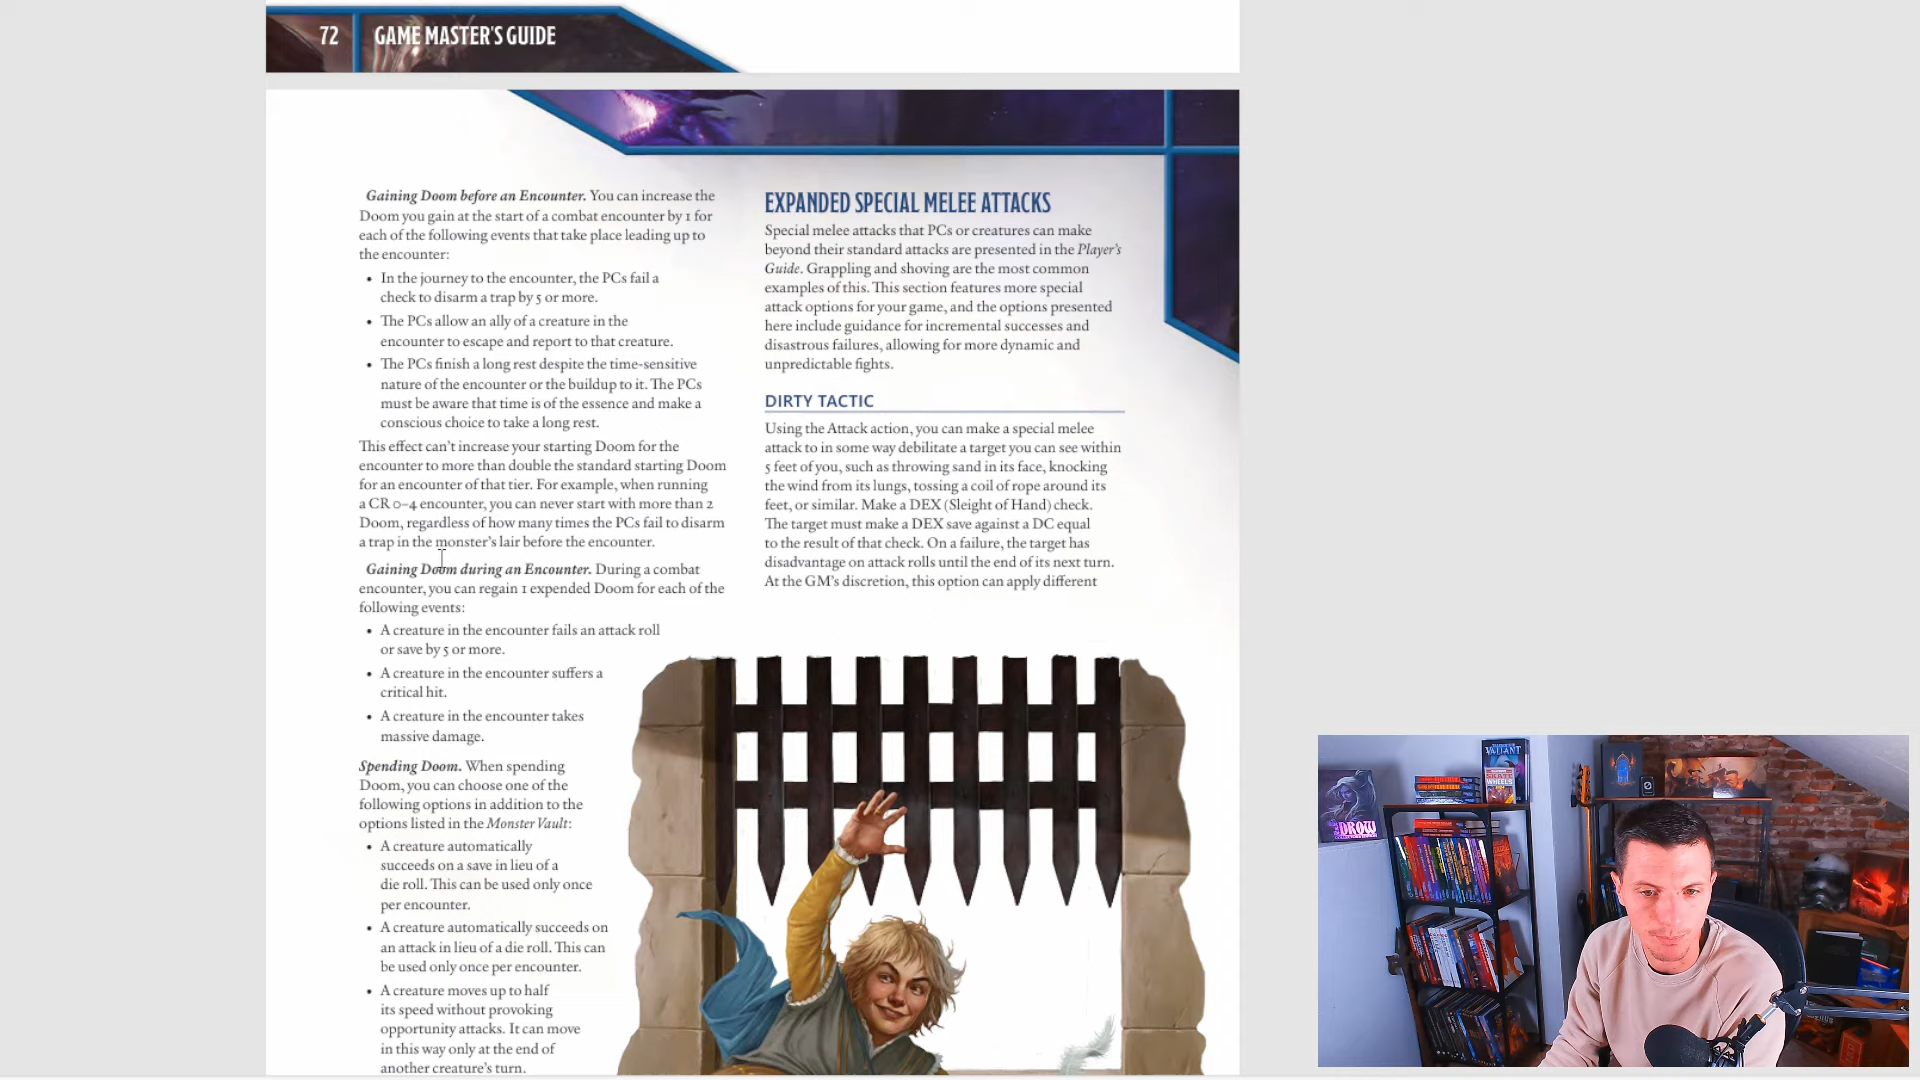 72 GAME MASTER'S GUIDE
Gaining Doom before an Encounter. You can increase the
Doom you gain at the start of a combat encounter by 1 for
each of the following events that take place leading up to
the encounter:
• In the journey to the encounter, the PCs fail a
check to disarm a trap by 5 or more.
• The PCs allow an ally of a creature in the
encounter to escape and report to that creature.
• The PCs finish a long rest despite the time-sensitive
nature of the encounter or the buildup to it. The PCs
must be aware that time is of the essence and make a
conscious choice to take a long rest.
This effect can't increase your starting Doom for the
encounter to more than double the standard starting Doom
for an encounter of that tier. For example, when running
a CR 0–4 encounter, you can never start with more than 2
Doom, regardless of how many times the PCs fail to disarm
a trap in the monster's lair before the encounter.
Gaining Doom during an Encounter. During a combat
encounter, you can regain 1 expended Doom for each of the
following events:
• A creature in the encounter fails an attack roll
or save by 5 or more.
• A creature in the encounter suffers a
critical hit.
• A creature in the encounter takes
massive damage.
Spending Doom. When spending
Doom, you can choose one of the
following options in addition to the
options listed in the Monster Vault:
• A creature automatically
succeeds on a save in lieu of a
die roll. This can be used only once
per encounter.
• A creature automatically succeeds on
an attack in lieu of a die roll. This can
be used only once per encounter.
• A creature moves up to half
its speed without provoking
opportunity attacks. It can move
in this way only at the end of
another creature's turn.
EXPANDED SPECIAL MELEE ATTACKS
Special melee attacks that PCs or creatures can make
beyond their standard attacks are presented in the Player's
Guide. Grappling and shoving are the most common
examples of this. This section features more special
attack options for your game, and the options presented
here include guidance for incremental successes and
disastrous failures, allowing for more dynamic and
unpredictable fights.
DIRTY TACTIC
Using the Attack action, you can make a special melee
attack to in some way debilitate a target you can see within
5 feet of you, such as throwing sand in its face, knocking
the wind from its lungs, tossing a coil of rope around its
feet, or similar. Make a DEX (Sleight of Hand) check.
The target must make a DEX save against a DC equal
to the result of that check. On a failure, the target has
disadvantage on attack rolls until the end of its next turn.
At the GM's discretion, this option can apply different
VALIANT
SKATE
WHEELS
DROW